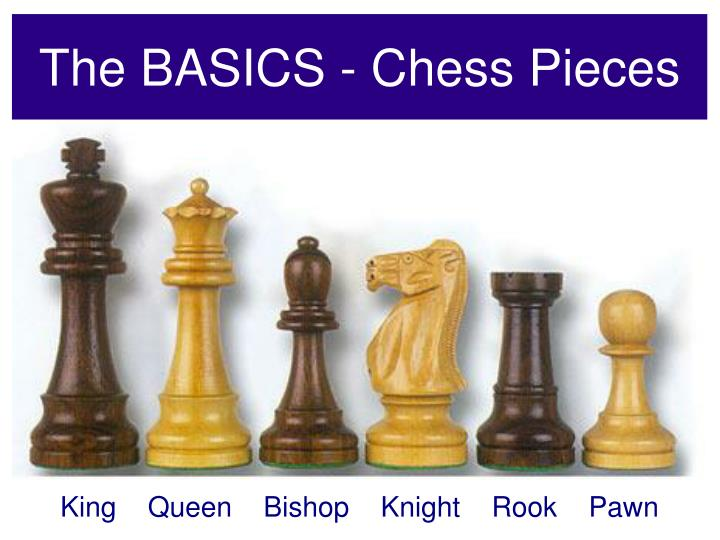 The BASICS - Chess Pieces
King Queen Bishop Knight Rook Pawn